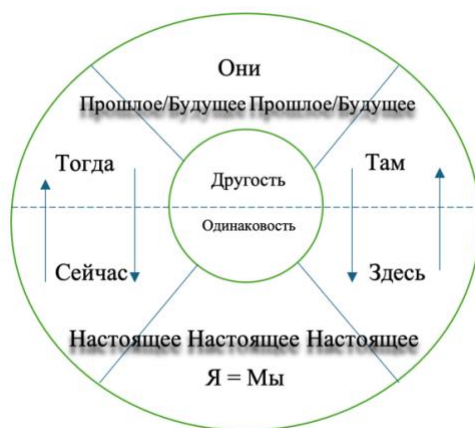 Они
Прошлое/Будущее Прошлое/Будущее
Тогда
Там
Другость
Одинаковость
Сейчас
Здесь
Настоящее Настоящее Настоящее
Я = Мы